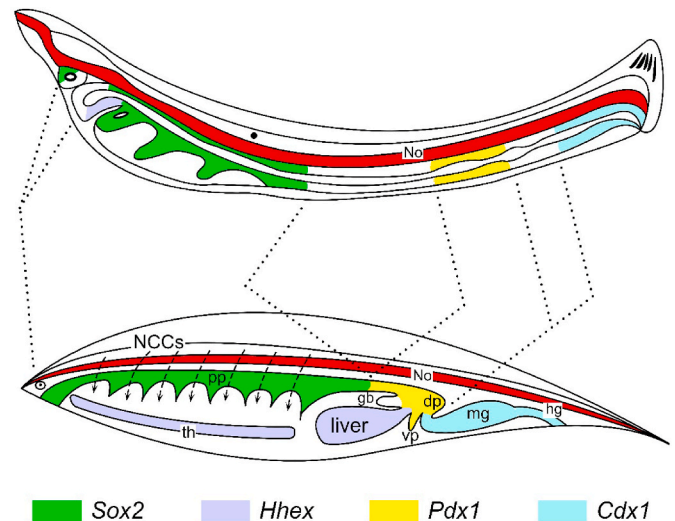 No
NCCs
pp
No
gb
dp
mg
hg
liver
vp
th
Sox2 Hhex Pdx1 Cdx1